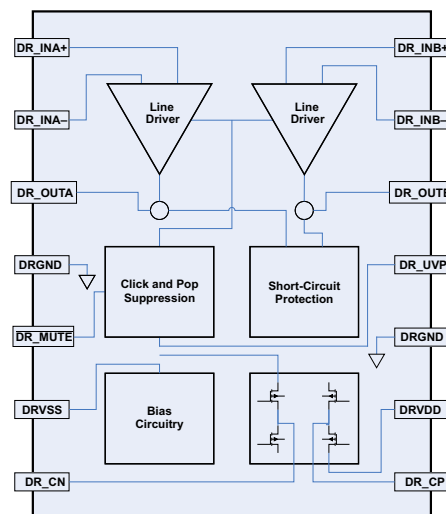 DR_INA+
DR_INB+
Line
Driver
Line
Driver
DR_INA–
DR_INB–
DR_OUTA
DR_OUTB
DRGND
Click and Pop
Suppression
Short-Circuit
Protection
DR_UVP
DR_MUTE
DRGND
DRVSS
Bias
Circuitry
DRVDD
DR_CN
DR_CP